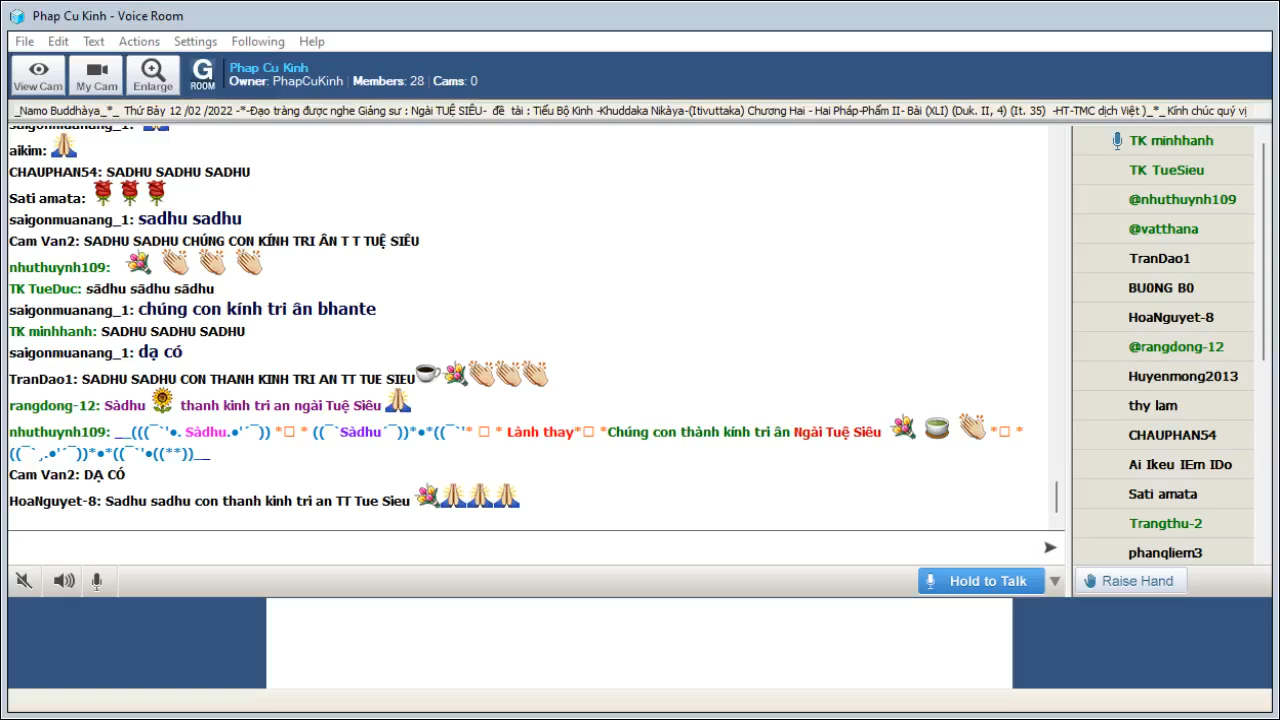 Phap Cu Kinh - Voice Room
File Edit Text Actions Settings Following Help
View Cam My Cam Enlarge G ROOM
Phap Cu Kinh
Owner: PhapCuKinh | Members: 28 | Cams: 0
_Namo Buddhàya_*_ Thứ Bảy 12 /02 /2022 -*-Đạo tràng được nghe Giảng sư : Ngài TUỆ SIÊU- đề tài : Tiểu Bộ Kinh -Khuddaka Nikàya-(Itivuttaka) Chương Hai - Hai Pháp-Phẩm II- Bài (XLI) (Duk. II, 4) (It. 35) -HT-TMC dịch Việt )_*_ Kính chúc quý vị
saigonmuanang_1:
aikim:
CHAUPHAN54: SADHU SADHU SADHU
Sati amata:
saigonmuanang_1: sadhu sadhu
Cam Van2: SADHU SADHU CHÚNG CON KÍNH TRI ÂN T T TUỆ SIÊU
nhuthuynh109:
TK TueDuc: sādhu sādhu sādhu
saigonmuanang_1: chúng con kính tri ân bhante
TK minhhanh: SADHU SADHU SADHU
saigonmuanang_1: dạ có
TranDao1: SADHU SADHU CON THANH KINH TRI AN TT TUE SIEU
rangdong-12: Sàdhu thanh kinh tri an ngài Tuệ Siêu
nhuthuynh109: __(((¯`'●. Sàdhu.●'´¯)) *□ * ((¯`Sàdhu´¯))*●*((¯`'* □ * Lành thay*□ *Chúng con thành kính tri ân Ngài Tuệ Siêu *□ *
((¯`¸.●'´¯))*●*((¯`'●((**))__
Cam Van2: DẠ CÓ
HoaNguyet-8: Sadhu sadhu con thanh kinh tri an TT Tue Sieu
Hold to Talk
TK minhhanh
TK TueSieu
@nhuthuynh109
@vatthana
TranDao1
BU0NG B0
HoaNguyet-8
@rangdong-12
Huyenmong2013
thy lam
CHAUPHAN54
Ai Ikeu IEm IDo
Sati amata
Trangthu-2
phanqliem3
Raise Hand